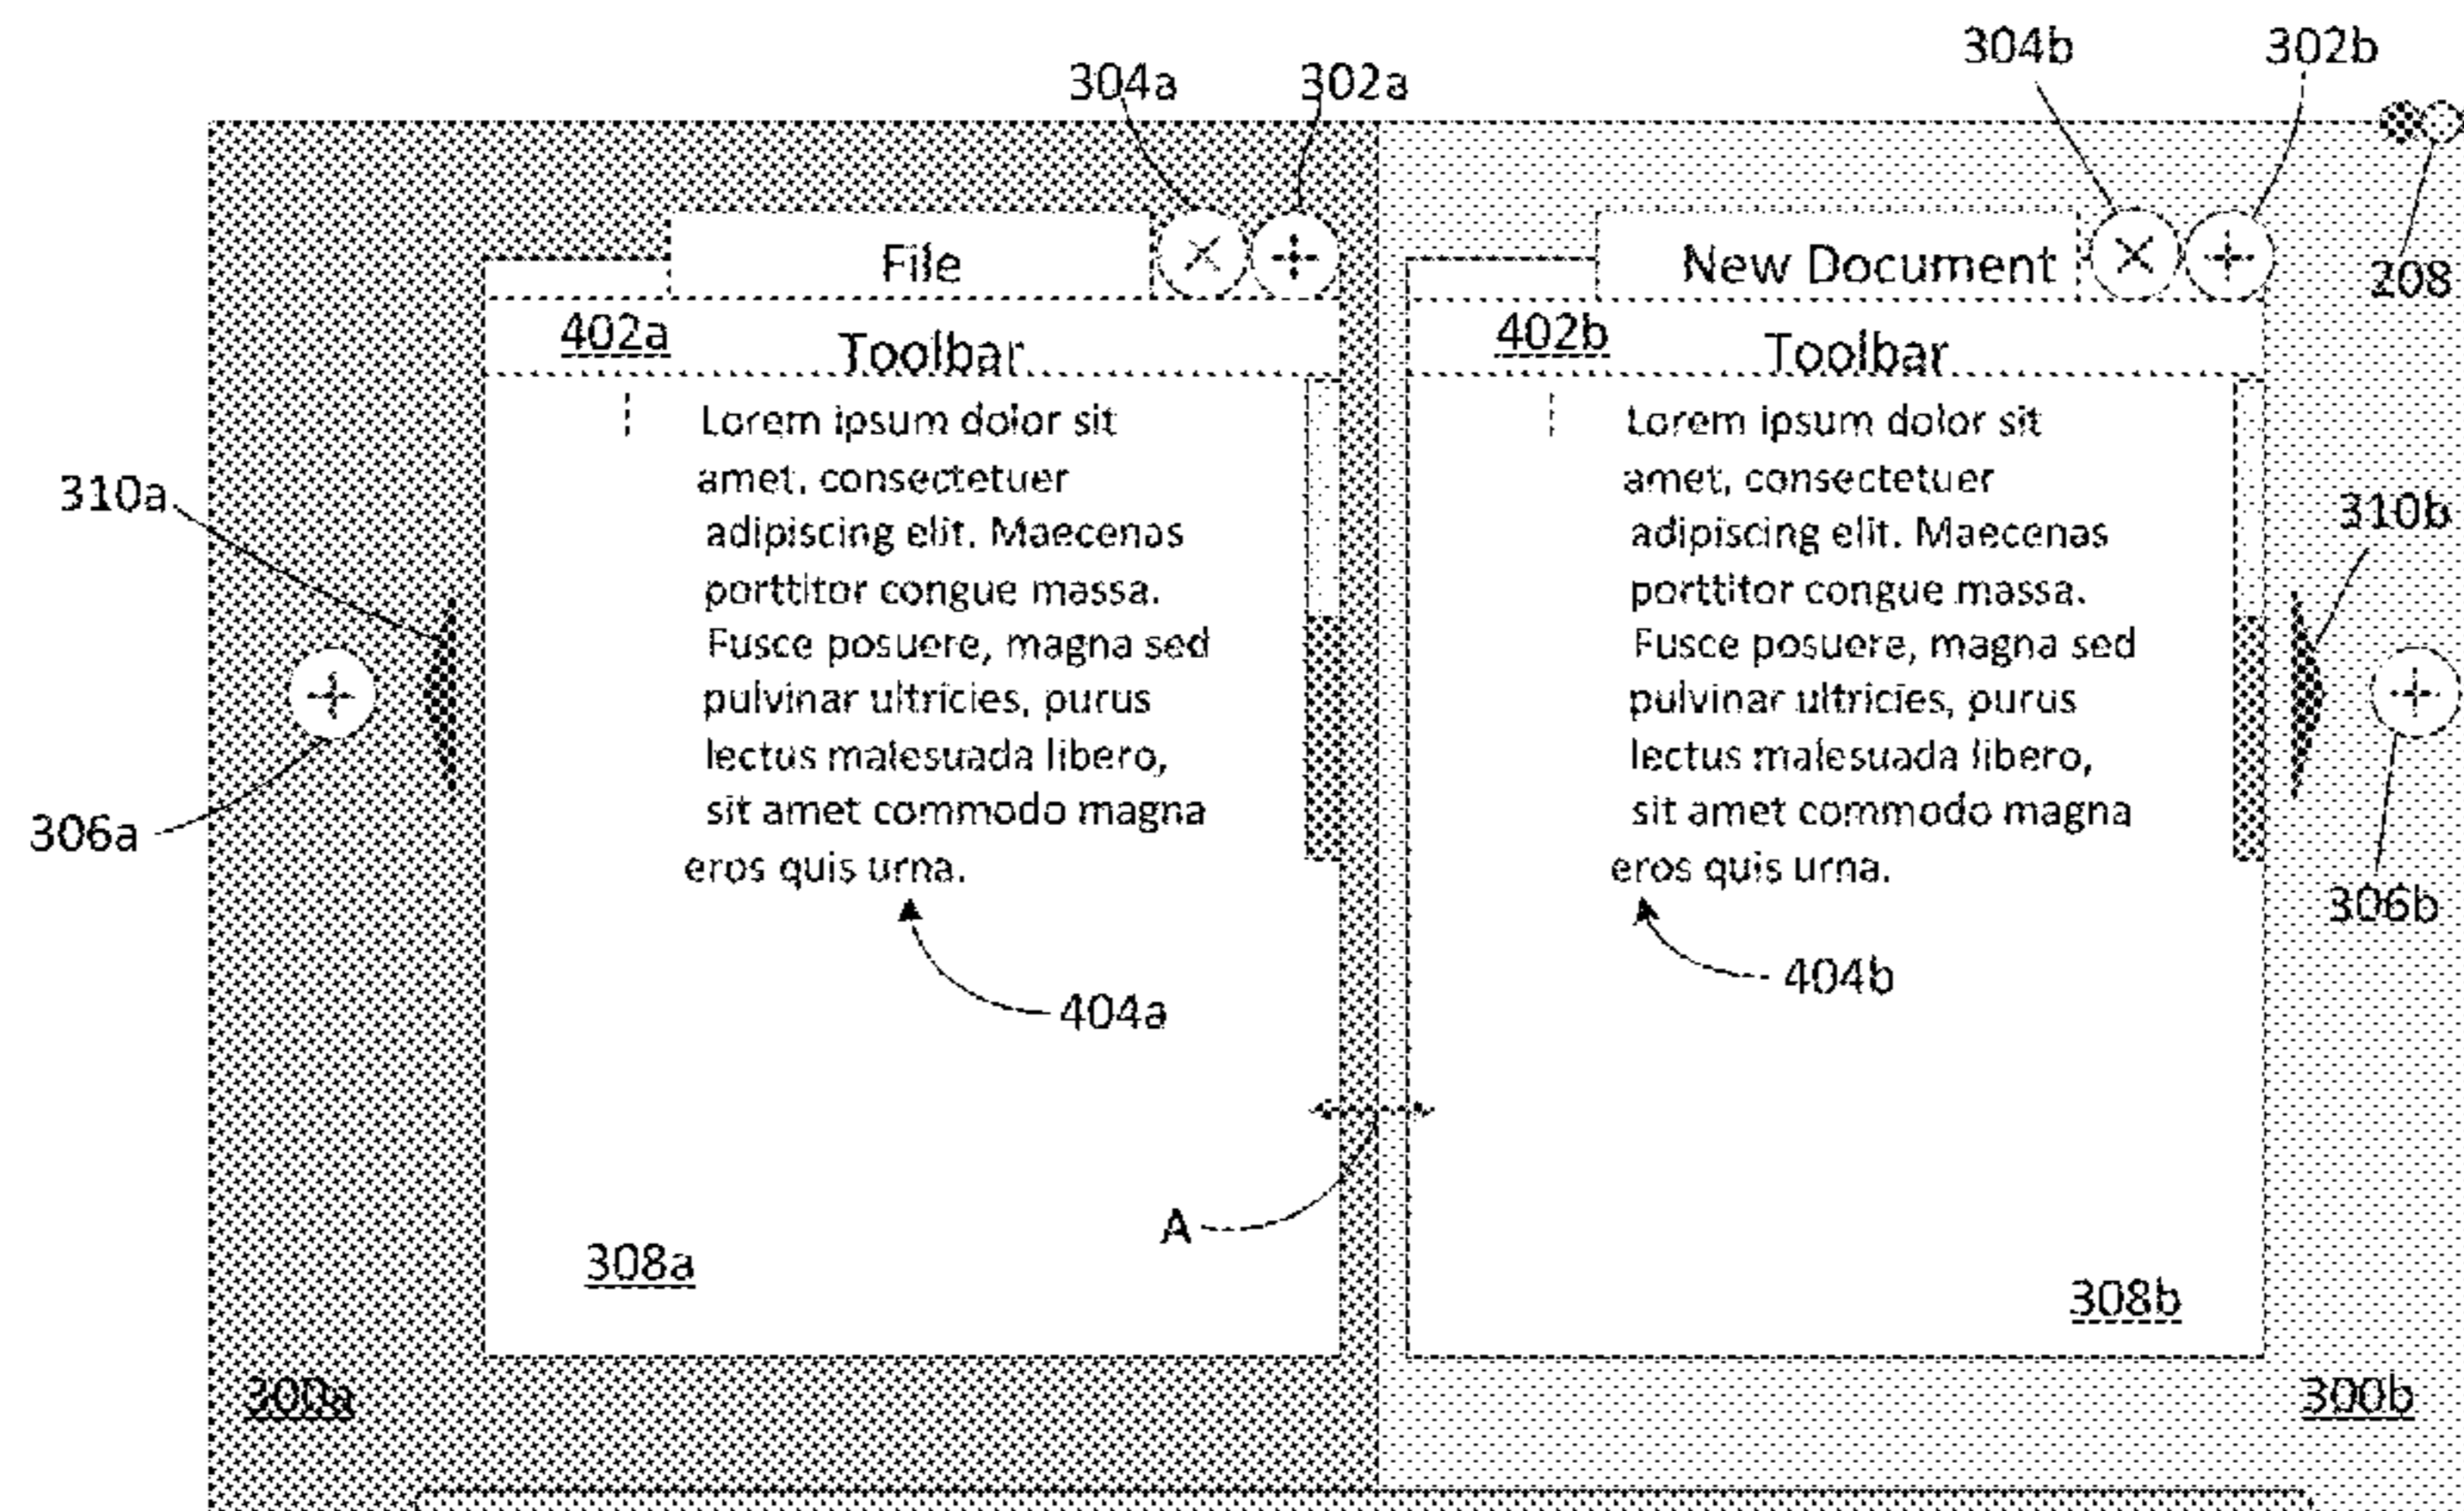 304b 302b
304a 302a
File
New Document
208
402a
Toolbar
402b
Toolbar
Lorem ipsum dolor sit
amet, consectetuer
adipiscing elit. Maecenas
porttitor congue massa.
Fusce posuere, magna sed
pulvinar ultricies, purus
lectus malesuada libero,
sit amet commodo magna
eros quis urna.
Lorem ipsum dolor sit
amet, consectetuer
adipiscing elit. Maecenas
porttitor congue massa.
Fusce posuere, magna sed
pulvinar ultricies, purus
lectus malesuada libero,
sit amet commodo magna
eros quis urna.
310a
310b
306a
306b
404a
404b
A
308a
308b
300a
300b